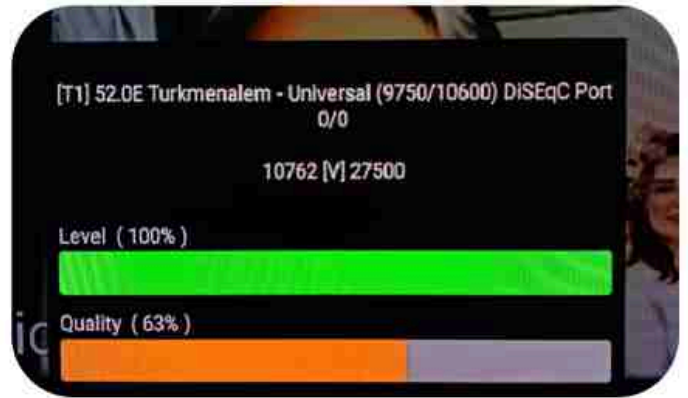 [T1] 52.0E Turkmenalem - Universal (9750/10600) DiSEqC Port
0/0
10762 [V] 27500
Level ( 100% )
Quality ( 63% )